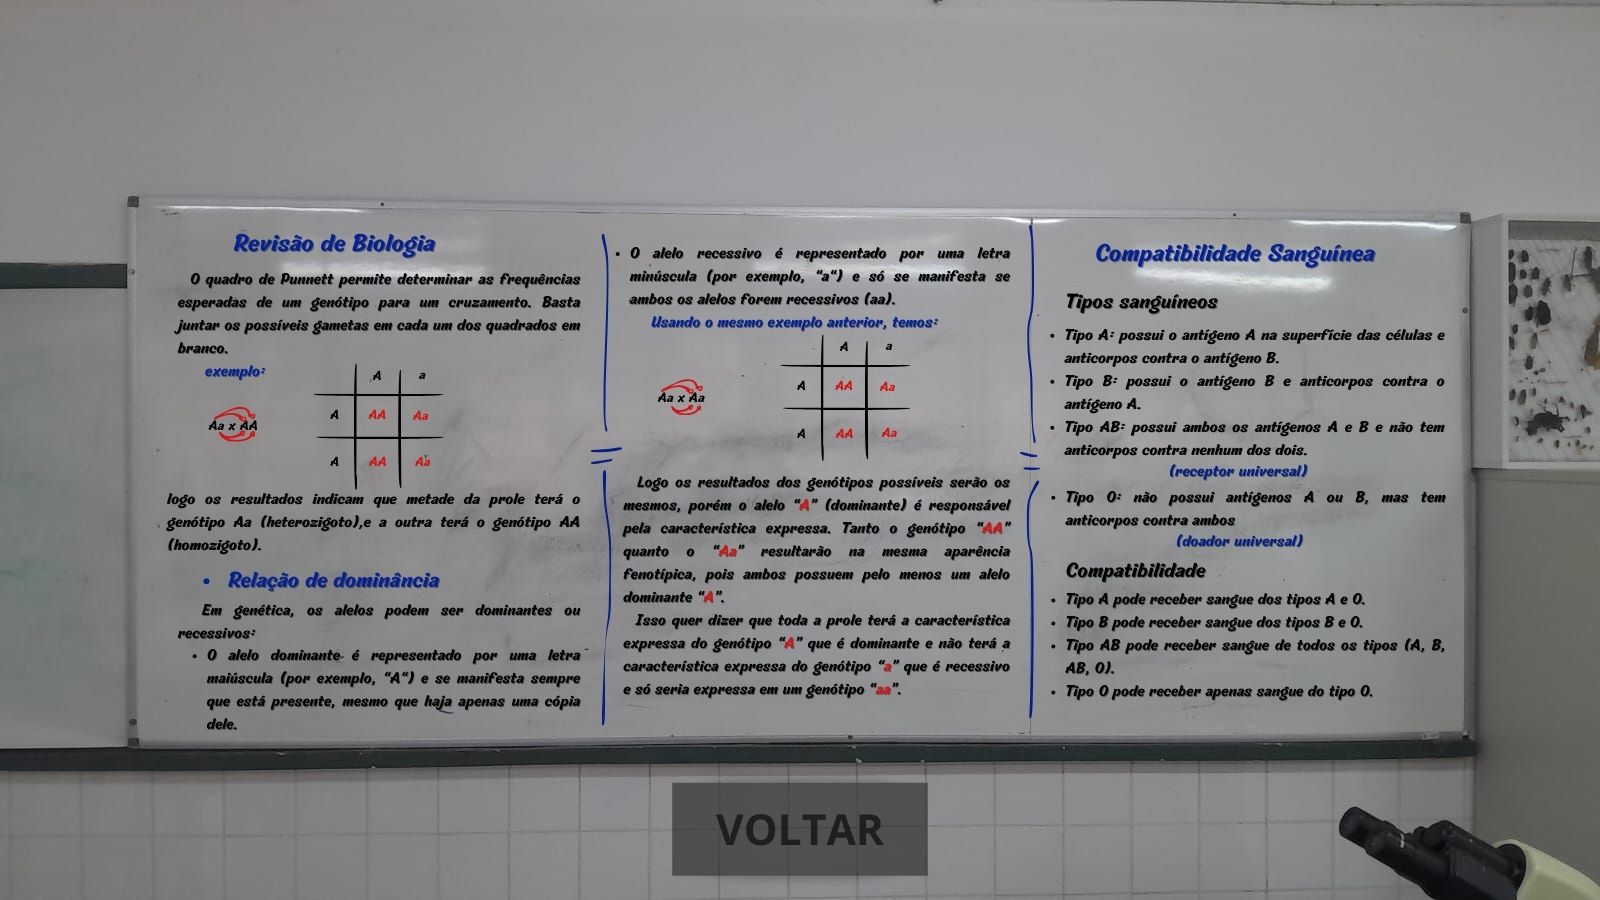 Revisão de Biologia
O quadro de Punnett permite determinar as frequências
esperadas de um genótipo para um cruzamento. Basta
juntar os possíveis gametas em cada um dos quadrados em
branco.
exemplo:
A a
Aa x AA
A AA Aa
A AA Aa
logo os resultados indicam que metade da prole terá o
genótipo Aa (heterozigoto),e a outra terá o genótipo AA
(homozigoto).
• Relação de dominância
Em genética, os alelos podem ser dominantes ou
recessivos:
• O alelo dominante é representado por uma letra
maiúscula (por exemplo, “A“) e se manifesta sempre
que está presente, mesmo que haja apenas uma cópia
dele.
• O alelo recessivo é representado por uma letra
minúscula (por exemplo, “a“) e só se manifesta se
ambos os alelos forem recessivos (aa).
Usando o mesmo exemplo anterior, temos:
A a
Aa x Aa
A AA Aa
A AA Aa
Logo os resultados dos genótipos possíveis serão os
mesmos, porém o alelo “A” (dominante) é responsável
pela característica expressa. Tanto o genótipo “AA”
quanto o “Aa” resultarão na mesma aparência
fenotípica, pois ambos possuem pelo menos um alelo
dominante “A”.
Isso quer dizer que toda a prole terá a característica
expressa do genótipo “A” que é dominante e não terá a
característica expressa do genótipo “a” que é recessivo
e só seria expressa em um genótipo “aa”.
Compatibilidade Sanguínea
Tipos sanguíneos
• Tipo A: possui o antígeno A na superfície das células e
anticorpos contra o antígeno B.
• Tipo B: possui o antígeno B e anticorpos contra o
antígeno A.
• Tipo AB: possui ambos os antígenos A e B e não tem
anticorpos contra nenhum dos dois.
(receptor universal)
• Tipo O: não possui antígenos A ou B, mas tem
anticorpos contra ambos
(doador universal)
Compatibilidade
• Tipo A pode receber sangue dos tipos A e O.
• Tipo B pode receber sangue dos tipos B e O.
• Tipo AB pode receber sangue de todos os tipos (A, B,
AB, O).
• Tipo O pode receber apenas sangue do tipo O.
VOLTAR